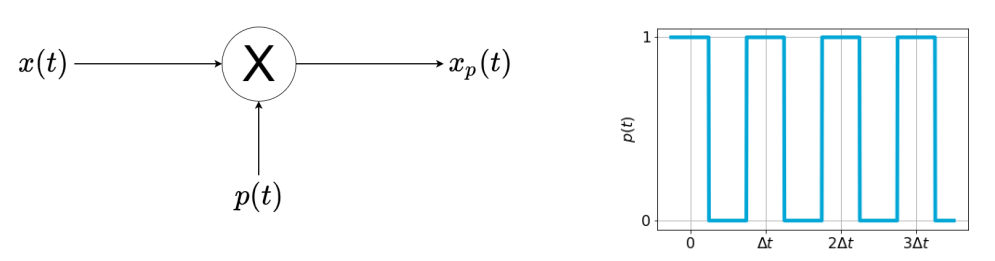 x(t)
X
x_p(t)
p(t)
p(t)
1
0
0 Δt 2Δt 3Δt